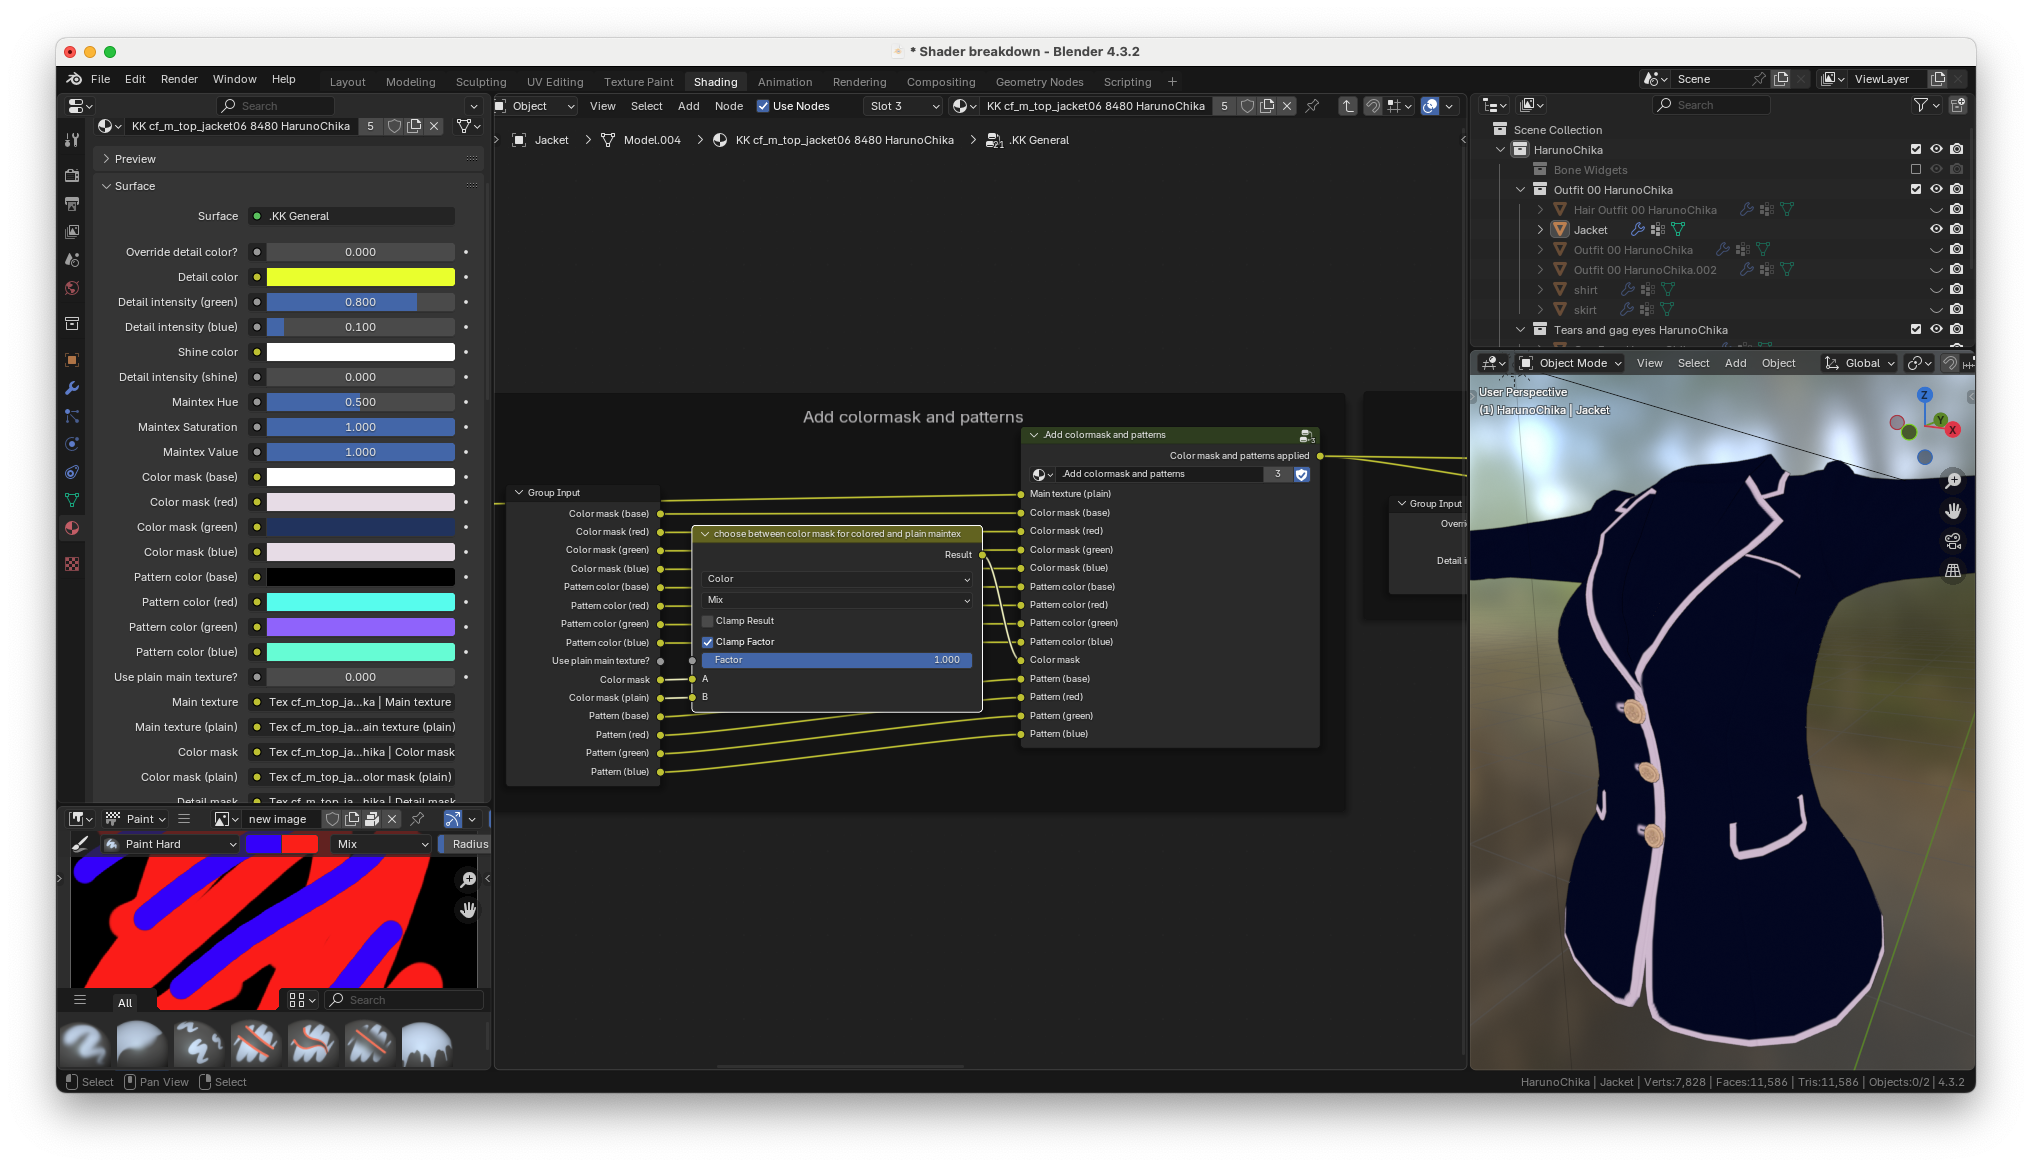 * Shader breakdown - Blender 4.3.2
File Edit Render Window Help
Layout Modeling Sculpting UV Editing Texture Paint Shading Animation Rendering Compositing Geometry Nodes Scripting +
Scene
ViewLayer
Search
KK cf_m_top_jacket06 8480 HarunoChika 5
Preview
Surface
Surface .KK General
Override detail color? 0.000
Detail color
Detail intensity (green) 0.800
Detail intensity (blue) 0.100
Shine color
Detail intensity (shine) 0.000
Maintex Hue 0.500
Maintex Saturation 1.000
Maintex Value 1.000
Color mask (base)
Color mask (red)
Color mask (green)
Color mask (blue)
Pattern color (base)
Pattern color (red)
Pattern color (green)
Pattern color (blue)
Use plain main texture? 0.000
Main texture Tex cf_m_top_ja...ka | Main texture
Main texture (plain) Tex cf_m_top_ja...ain texture (plain)
Color mask Tex cf_m_top_ja...hika | Color mask
Color mask (plain) Tex cf_m_top_ja...olor mask (plain)
Detail mask Tex cf_m_top_ja...hika | Detail mask
Paint new image
Paint Hard Mix Radius
All Search
Object View Select Add Node Use Nodes Slot 3 KK cf_m_top_jacket06 8480 HarunoChika 5
Jacket > Model.004 > KK cf_m_top_jacket06 8480 HarunoChika > .KK General
21
Add colormask and patterns
Group Input
Color mask (base)
Color mask (red)
Color mask (green)
Color mask (blue)
Pattern color (base)
Pattern color (red)
Pattern color (green)
Pattern color (blue)
Use plain main texture?
Color mask
Color mask (plain)
Pattern (base)
Pattern (red)
Pattern (green)
Pattern (blue)
choose between color mask for colored and plain maintex
Result
Color
Mix
Clamp Result
Clamp Factor
Factor 1.000
A
B
.Add colormask and patterns
3
Color mask and patterns applied
.Add colormask and patterns 3
Main texture (plain)
Color mask (base)
Color mask (red)
Color mask (green)
Color mask (blue)
Pattern color (base)
Pattern color (red)
Pattern color (green)
Pattern color (blue)
Color mask
Pattern (base)
Pattern (red)
Pattern (green)
Pattern (blue)
Group Input
Overri
Detail i
Search
Scene Collection
HarunoChika
Bone Widgets
Outfit 00 HarunoChika
Hair Outfit 00 HarunoChika
Jacket
Outfit 00 HarunoChika
Outfit 00 HarunoChika.002
shirt
skirt
Tears and gag eyes HarunoChika
Object Mode View Select Add Object Global
User Perspective
(1) HarunoChika | Jacket
Z
Y
X
Select Pan View Select
HarunoChika | Jacket | Verts:7,828 | Faces:11,586 | Tris:11,586 | Objects:0/2 | 4.3.2